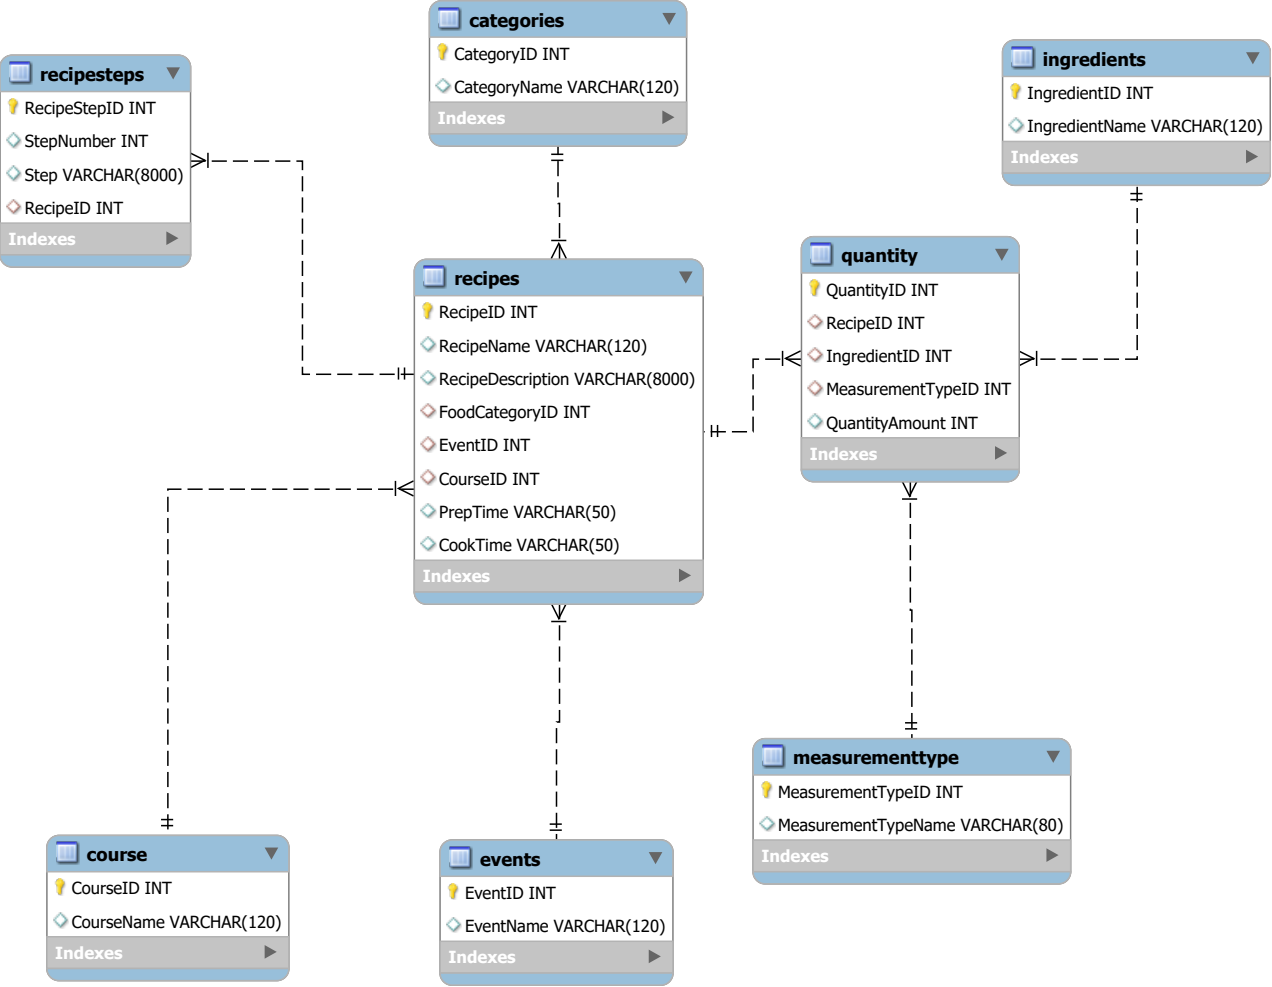 categories
CategoryID INT
CategoryName VARCHAR(120)
Indexes
recipesteps
RecipeStepID INT
StepNumber INT
Step VARCHAR(8000)
RecipeID INT
Indexes
ingredients
IngredientID INT
IngredientName VARCHAR(120)
Indexes
recipes
RecipeID INT
RecipeName VARCHAR(120)
RecipeDescription VARCHAR(8000)
FoodCategoryID INT
EventID INT
CourseID INT
PrepTime VARCHAR(50)
CookTime VARCHAR(50)
Indexes
quantity
QuantityID INT
RecipeID INT
IngredientID INT
MeasurementTypeID INT
QuantityAmount INT
Indexes
measurementtype
MeasurementTypeID INT
MeasurementTypeName VARCHAR(80)
Indexes
course
CourseID INT
CourseName VARCHAR(120)
Indexes
events
EventID INT
EventName VARCHAR(120)
Indexes